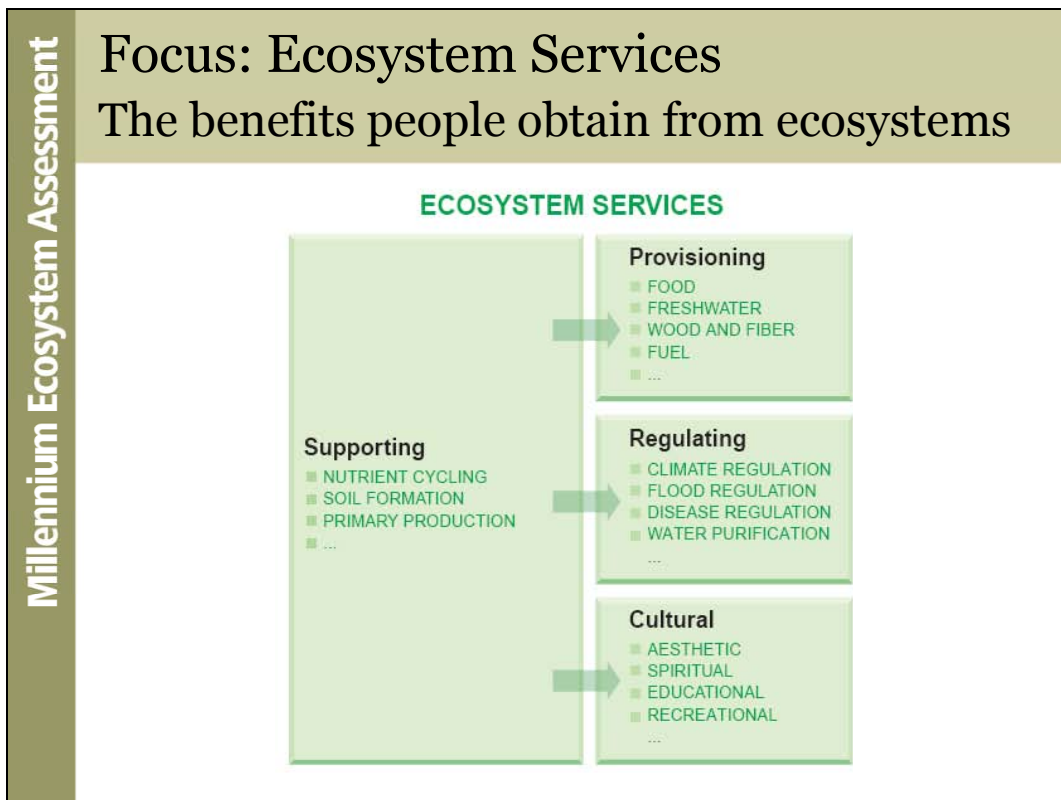 Millennium Ecosystem Assessment
Focus: Ecosystem Services
The benefits people obtain from ecosystems
ECOSYSTEM SERVICES
Supporting
NUTRIENT CYCLING
SOIL FORMATION
PRIMARY PRODUCTION
...
Provisioning
FOOD
FRESHWATER
WOOD AND FIBER
FUEL
...
Regulating
CLIMATE REGULATION
FLOOD REGULATION
DISEASE REGULATION
WATER PURIFICATION
...
Cultural
AESTHETIC
SPIRITUAL
EDUCATIONAL
RECREATIONAL
...